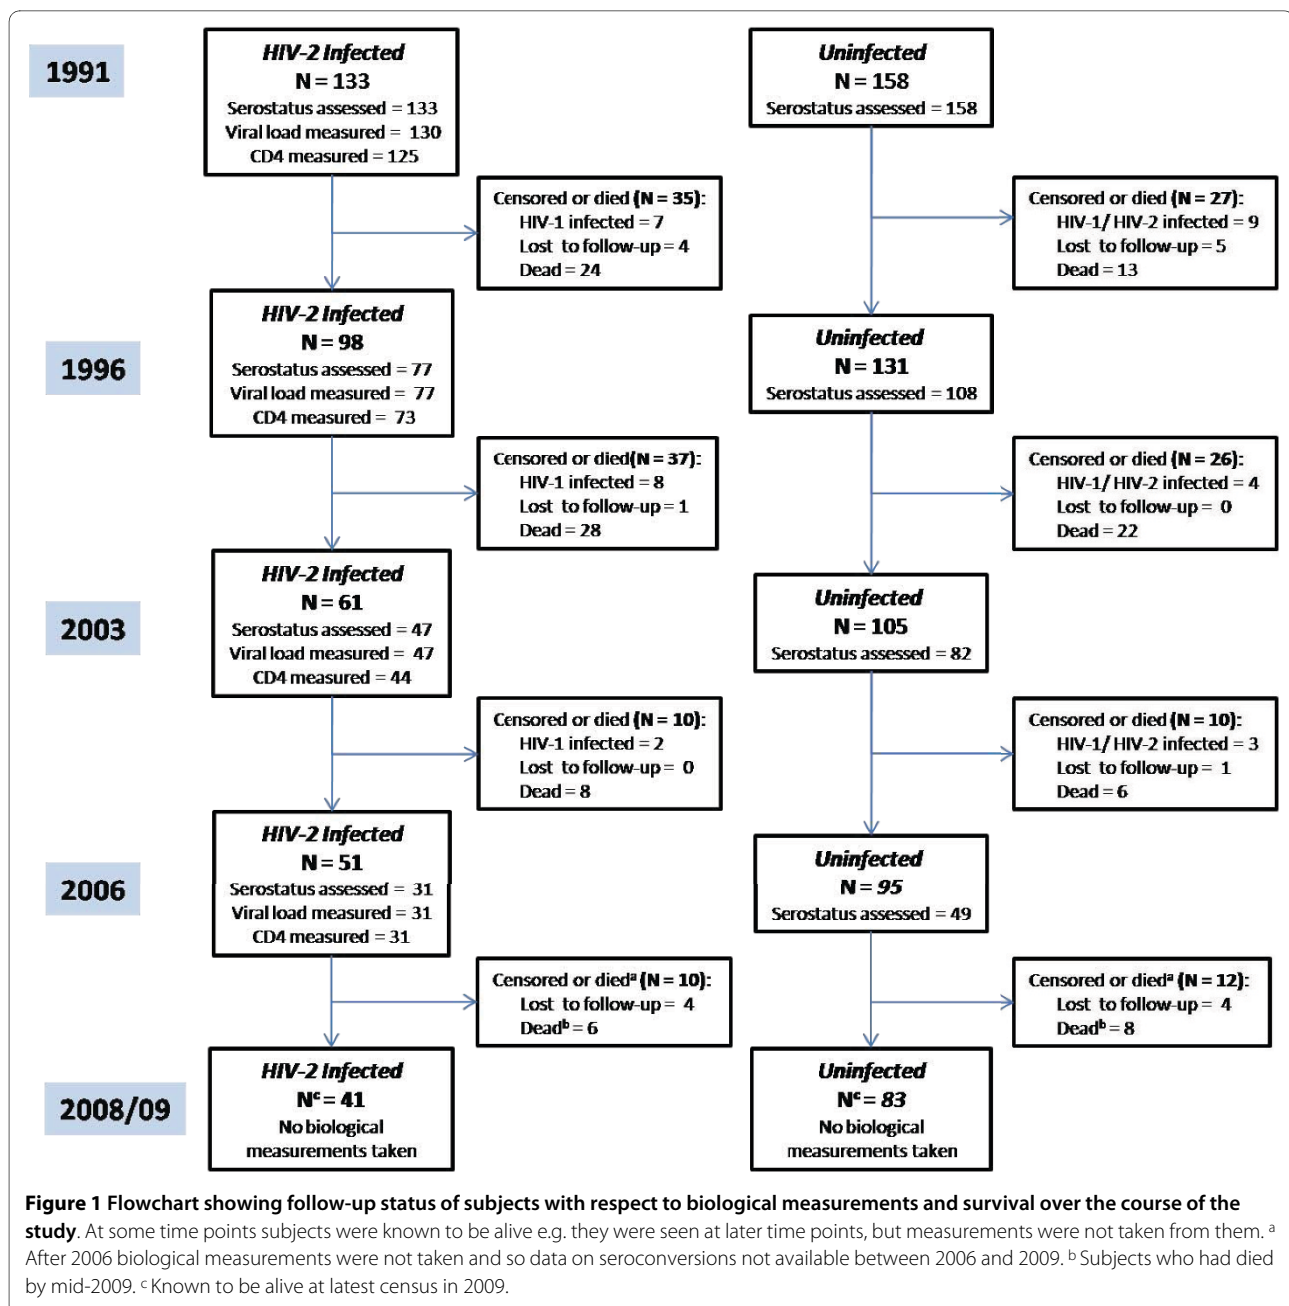 1991
HIV-2 Infected
N = 133
Serostatus assessed = 133
Viral load measured = 130
CD4 measured = 125
Uninfected
N = 158
Serostatus assessed = 158
Censored or died (N = 35):
HIV-1 infected = 7
Lost to follow-up = 4
Dead = 24
Censored or died (N = 27):
HIV-1/ HIV-2 infected = 9
Lost to follow-up = 5
Dead = 13
1996
HIV-2 Infected
N = 98
Serostatus assessed = 77
Viral load measured = 77
CD4 measured = 73
Uninfected
N = 131
Serostatus assessed = 108
Censored or died(N = 37):
HIV-1 infected = 8
Lost to follow-up = 1
Dead = 28
Censored or died (N = 26):
HIV-1/ HIV-2 infected = 4
Lost to follow-up = 0
Dead = 22
2003
HIV-2 Infected
N = 61
Serostatus assessed = 47
Viral load measured = 47
CD4 measured = 44
Uninfected
N = 105
Serostatus assessed = 82
Censored or died (N = 10):
HIV-1 infected = 2
Lost to follow-up = 0
Dead = 8
Censored or died (N = 10):
HIV-1/ HIV-2 infected = 3
Lost to follow-up = 1
Dead = 6
2006
HIV-2 Infected
N = 51
Serostatus assessed = 31
Viral load measured = 31
CD4 measured = 31
Uninfected
N = 95
Serostatus assessed = 49
Censored or diedᵃ (N = 10):
Lost to follow-up = 4
Deadᵇ = 6
Censored or diedᵃ (N = 12):
Lost to follow-up = 4
Deadᵇ = 8
2008/09
HIV-2 Infected
Nᶜ = 41
No biological
measurements taken
Uninfected
Nᶜ = 83
No biological
measurements taken
Figure 1 Flowchart showing follow-up status of subjects with respect to biological measurements and survival over the course of the
study. At some time points subjects were known to be alive e.g. they were seen at later time points, but measurements were not taken from them. ᵃ
After 2006 biological measurements were not taken and so data on seroconversions not available between 2006 and 2009. ᵇ Subjects who had died
by mid-2009. ᶜ Known to be alive at latest census in 2009.